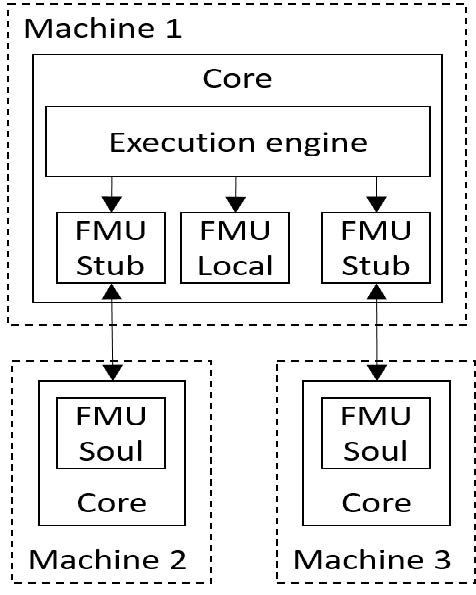 Machine 1
Core
Execution engine
FMU
Stub
FMU
Local
FMU
Stub
FMU
Soul
Core
Machine 2
FMU
Soul
Core
Machine 3